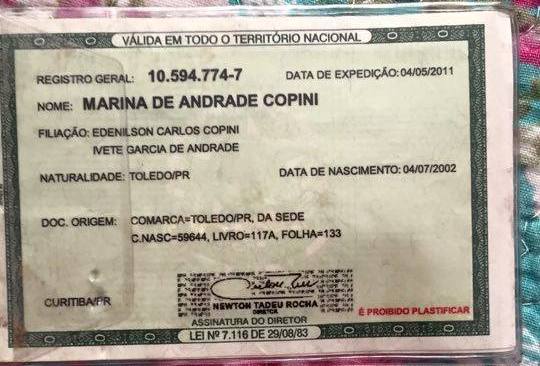 VÁLIDA EM TODO O TERRITÓRIO NACIONAL
REGISTRO GERAL: 10.594.774-7 DATA DE EXPEDIÇÃO: 04/05/2011
NOME: MARINA DE ANDRADE COPINI
FILIAÇÃO: EDENILSON CARLOS COPINI
IVETE GARCIA DE ANDRADE
NATURALIDADE: TOLEDO/PR DATA DE NASCIMENTO: 04/07/2002
DOC. ORIGEM: COMARCA=TOLEDO/PR, DA SEDE
C.NASC=59644, LIVRO=117A, FOLHA=133
NEWTON TADEU ROCHA
CURITIBA/PR
É PROIBIDO PLASTIFICAR
ASSINATURA DO DIRETOR
LEI Nº 7.116 DE 29/08/83